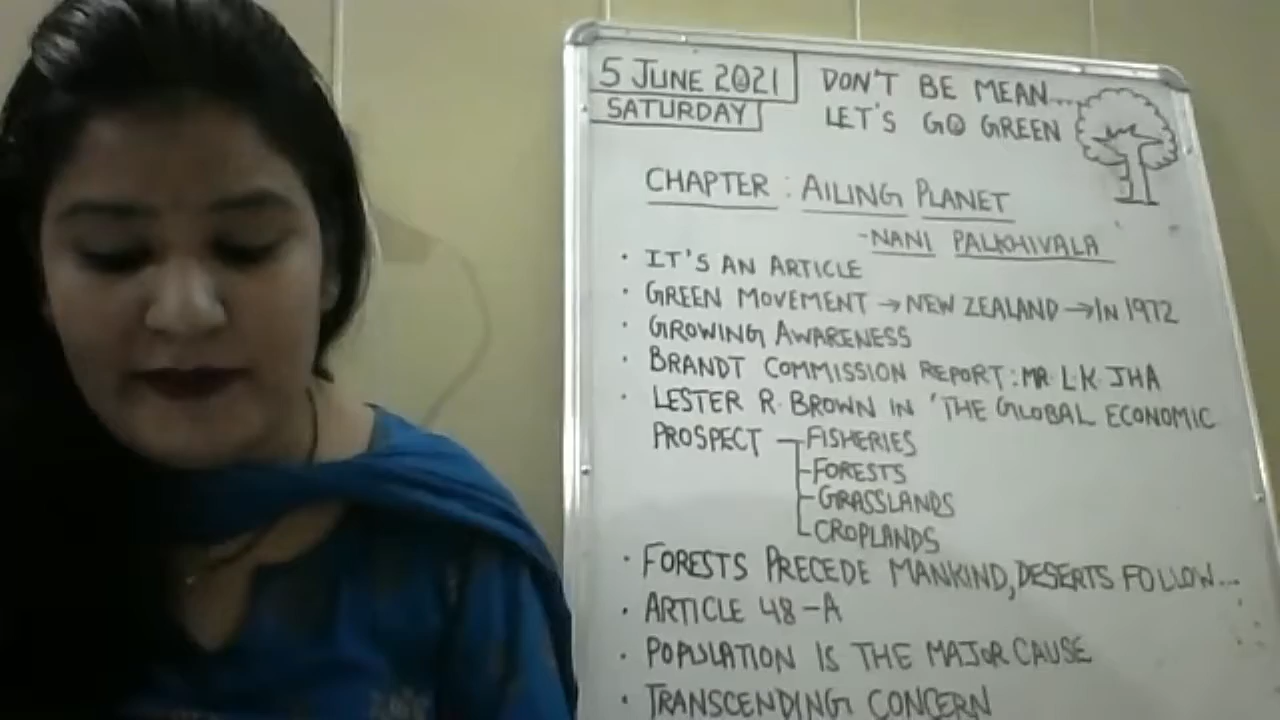 5 JUNE 2021
SATURDAY
DON'T BE MEAN....
LET'S GO GREEN
CHAPTER : AILING PLANET
-NANI PALKHIVALA
• IT'S AN ARTICLE
• GREEN MOVEMENT → NEW ZEALAND → IN 1972
• GROWING AWARENESS
• BRANDT COMMISSION REPORT: MR. L.K. JHA
• LESTER R. BROWN IN 'THE GLOBAL ECONOMIC
PROSPECT
FISHERIES
FORESTS
GRASSLANDS
CROPLANDS
• FORESTS PRECEDE MANKIND, DESERTS FOLLOW...
• ARTICLE 48-A
• POPULATION IS THE MAJOR CAUSE
• TRANSCENDING CONCERN